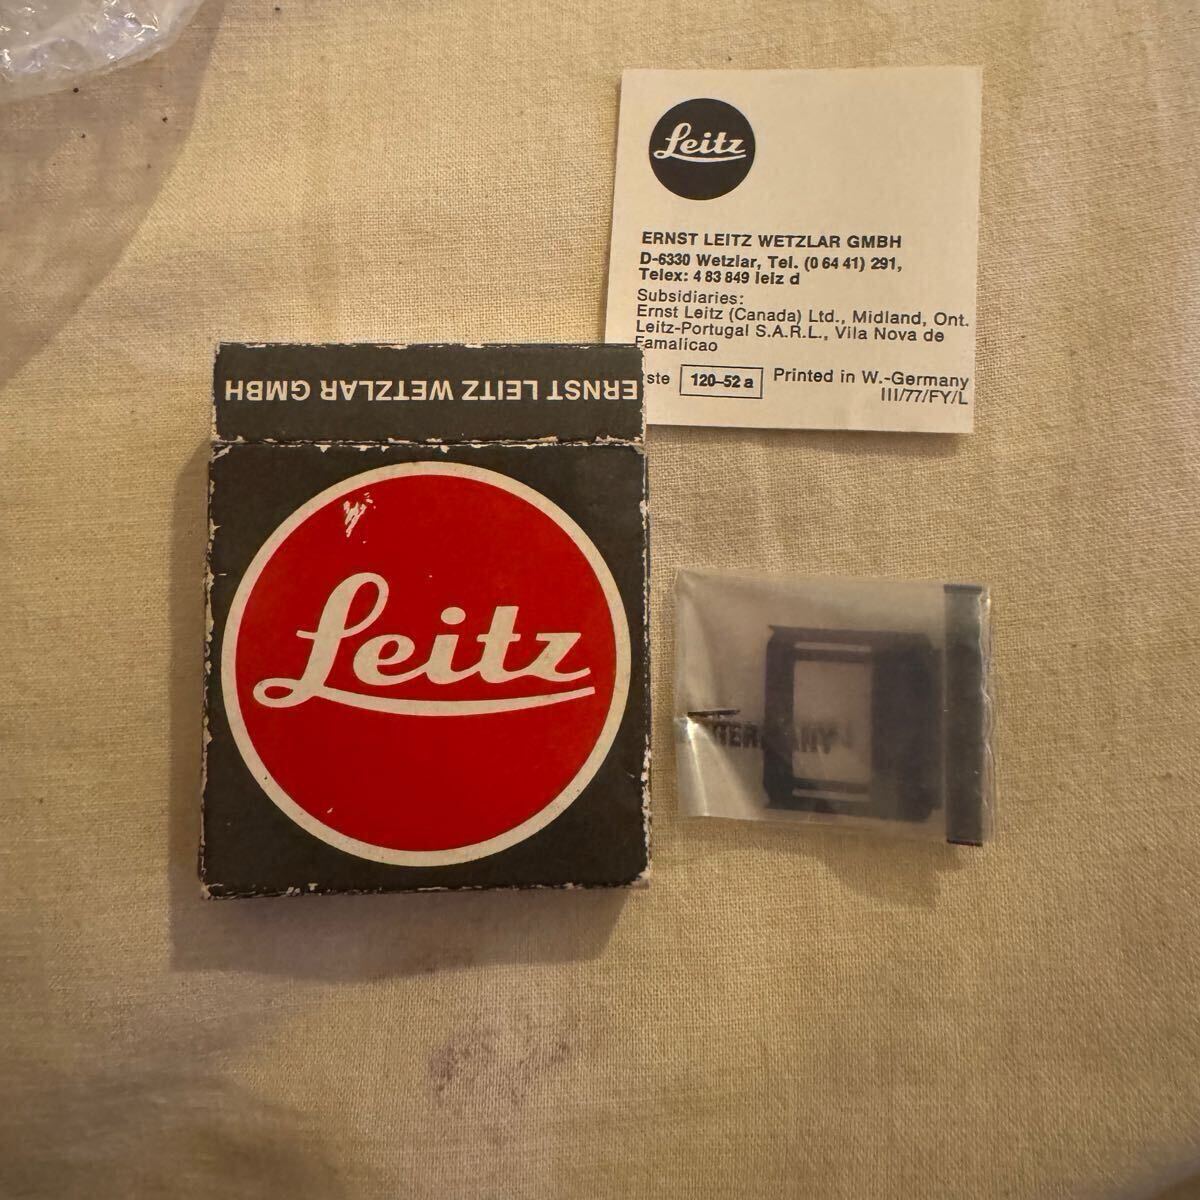 Leitz
ERNST LEITZ WETZLAR GMBH
D-6330 Wetzlar, Tel. (0 64 41) 291,
Telex: 4 83 849 leiz d
Subsidiaries:
Ernst Leitz (Canada) Ltd., Midland, Ont.
Leitz-Portugal S.A.R.L., Vila Nova de
Famalicao
120-52 a Printed in W.-Germany
III/77/FY/L
ERNST LEITZ WETZLAR GMBH
Leitz
GERMANY